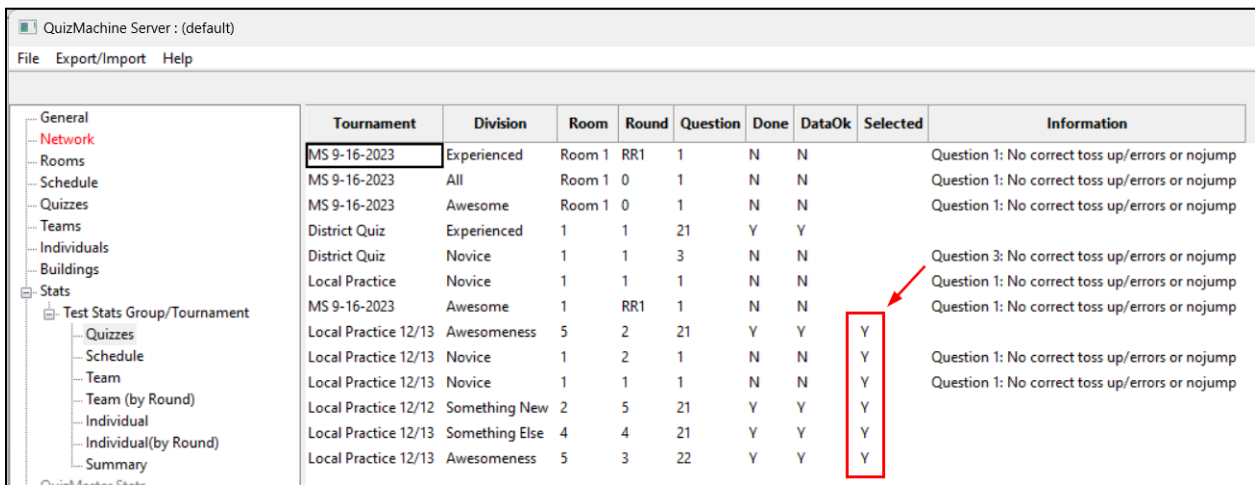 QuizMachine Server : (default)
File Export/Import Help
General
Network
Rooms
Schedule
Quizzes
Teams
Individuals
Buildings
Stats
Test Stats Group/Tournament
Quizzes
Schedule
Team
Team (by Round)
Individual
Individual(by Round)
Summary
QuizMaster Stats
Tournament Division Room Round Question Done DataOk Selected Information
MS 9-16-2023 Experienced Room 1 RR1 1 N N Question 1: No correct toss up/errors or nojump
MS 9-16-2023 All Room 1 0 1 N N Question 1: No correct toss up/errors or nojump
MS 9-16-2023 Awesome Room 1 0 1 N N Question 1: No correct toss up/errors or nojump
District Quiz Experienced 1 1 21 Y Y
District Quiz Novice 1 1 3 N N Question 3: No correct toss up/errors or nojump
Local Practice Novice 1 1 1 N N Question 1: No correct toss up/errors or nojump
MS 9-16-2023 Awesome 1 RR1 1 N N Question 1: No correct toss up/errors or nojump
Local Practice 12/13 Awesomeness 5 2 21 Y Y Y
Local Practice 12/13 Novice 1 2 1 N N Y Question 1: No correct toss up/errors or nojump
Local Practice 12/13 Novice 1 1 1 N N Y Question 1: No correct toss up/errors or nojump
Local Practice 12/12 Something New 2 5 21 Y Y Y
Local Practice 12/13 Something Else 4 4 21 Y Y Y
Local Practice 12/13 Awesomeness 5 3 22 Y Y Y